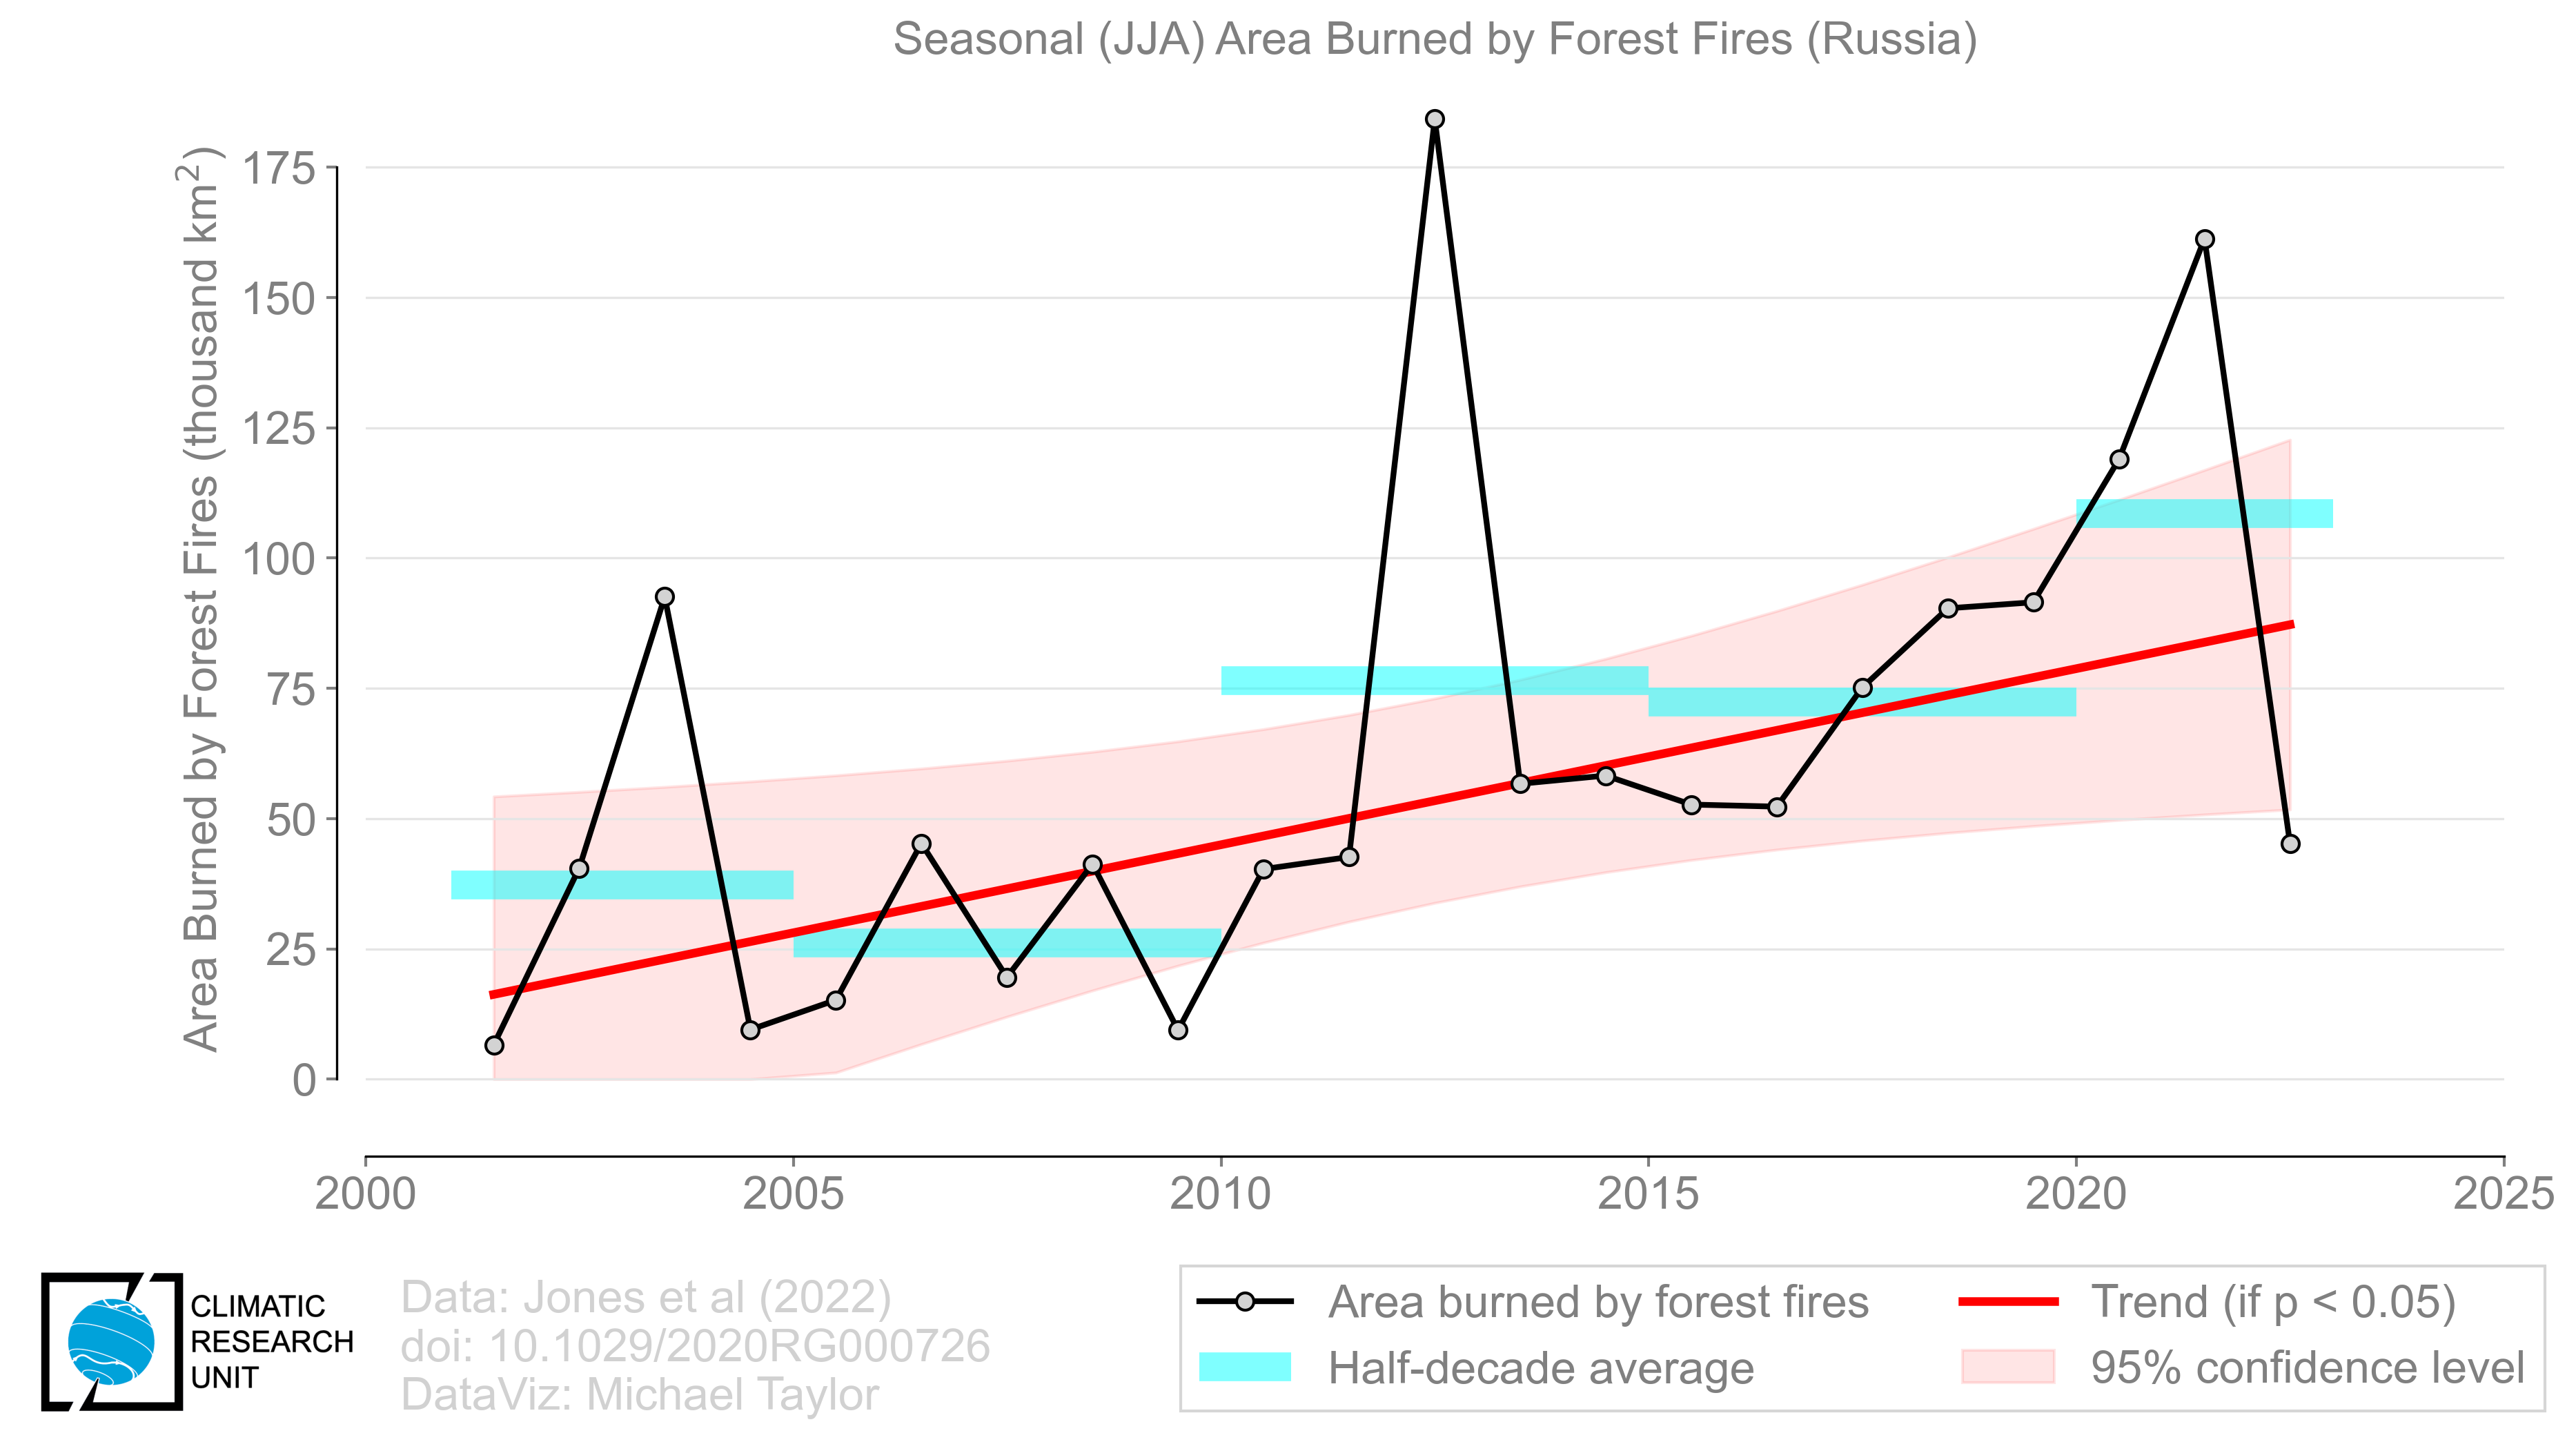 Seasonal (JJA) Area Burned by Forest Fires (Russia)
Area Burned by Forest Fires (thousand km²)
175
150
125
100
75
50
25
0
2000 2005 2010 2015 2020 2025
CLIMATIC
RESEARCH
UNIT
Data: Jones et al (2022)
doi: 10.1029/2020RG000726
DataViz: Michael Taylor
Area burned by forest fires
Half-decade average
Trend (if p < 0.05)
95% confidence level